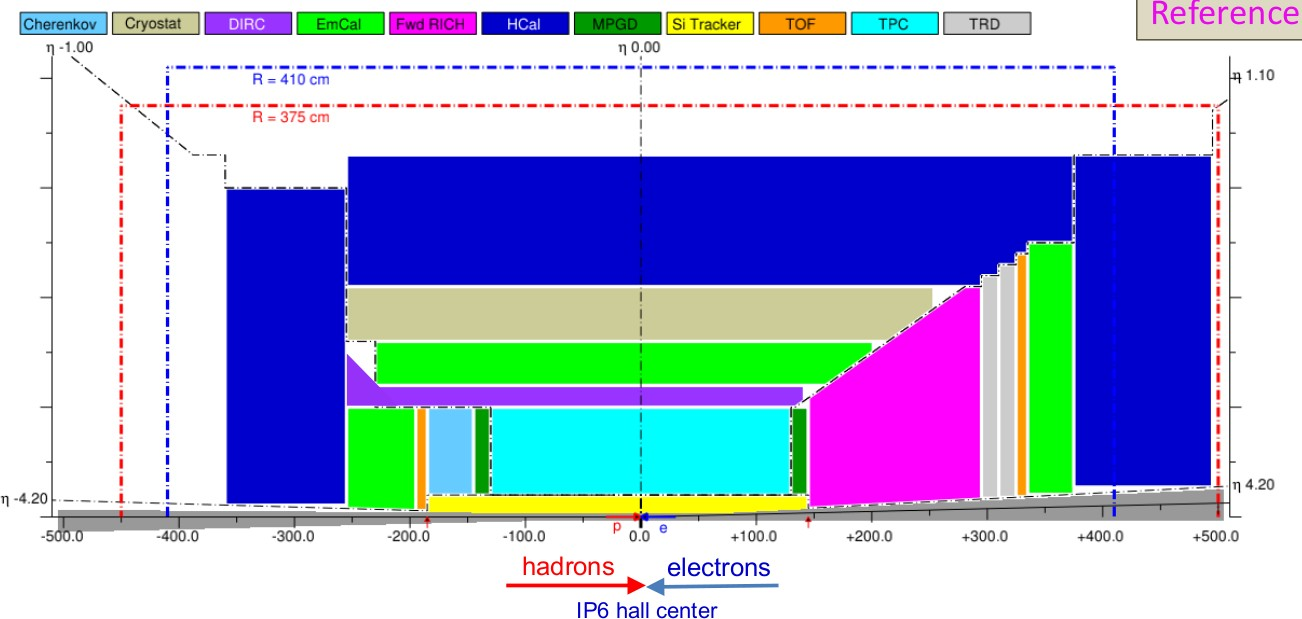 Reference
Cherenkov Cryostat DIRC EmCal Fwd RICH HCal MPGD Si Tracker TOF TPC TRD
η -1.00 η 0.00
η 1.10
R = 410 cm
R = 375 cm
η -4.20 η 4.20
p e
-500.0 -400.0 -300.0 -200.0 -100.0 0.0 +100.0 +200.0 +300.0 +400.0 +500.0
hadrons electrons
IP6 hall center